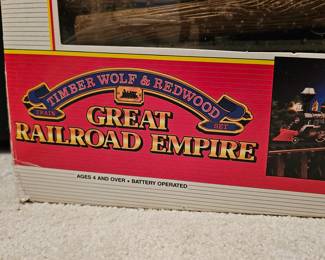 TIMBER WOLF & REDWOOD
TRAIN SET
GREAT
RAILROAD EMPIRE
AGES 4 AND OVER • BATTERY OPERATED